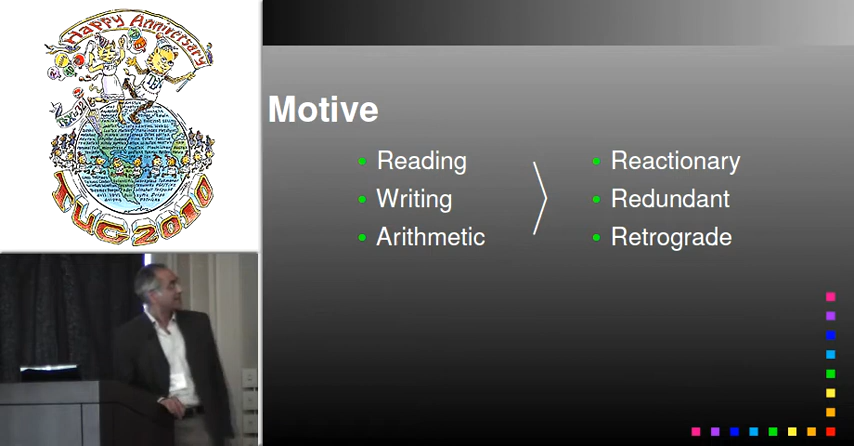 Happy Anniversary
TUG 2010
Motive
• Reading
• Writing
• Arithmetic
• Reactionary
• Redundant
• Retrograde